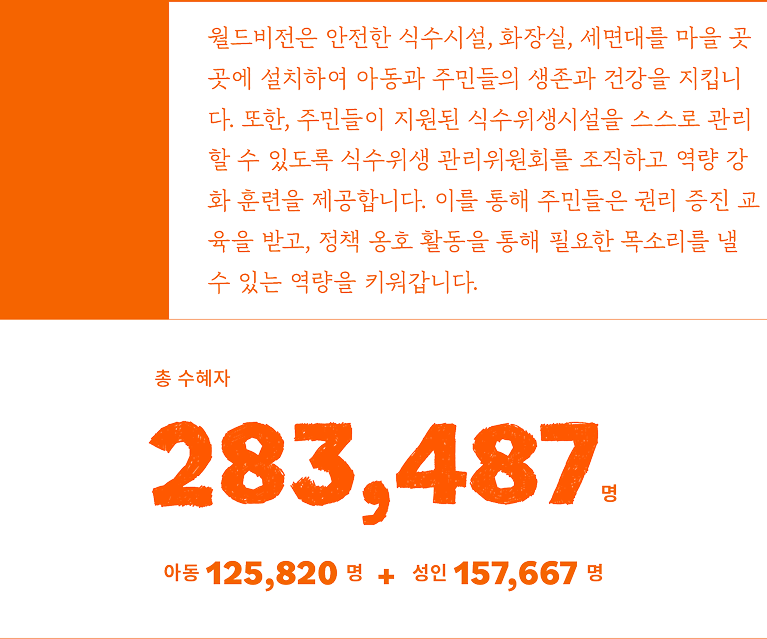 월드비전은 안전한 식수시설, 화장실, 세면대를 마을 곳
곳에 설치하여 아동과 주민들의 생존과 건강을 지킵니
다. 또한, 주민들이 지원된 식수위생시설을 스스로 관리
할 수 있도록 식수위생 관리위원회를 조직하고 역량 강
화 훈련을 제공합니다. 이를 통해 주민들은 권리 증진 교
육을 받고, 정책 옹호 활동을 통해 필요한 목소리를 낼
수 있는 역량을 키워갑니다.
총 수혜자
283,487 명
아동 125,820 명 + 성인 157,667 명